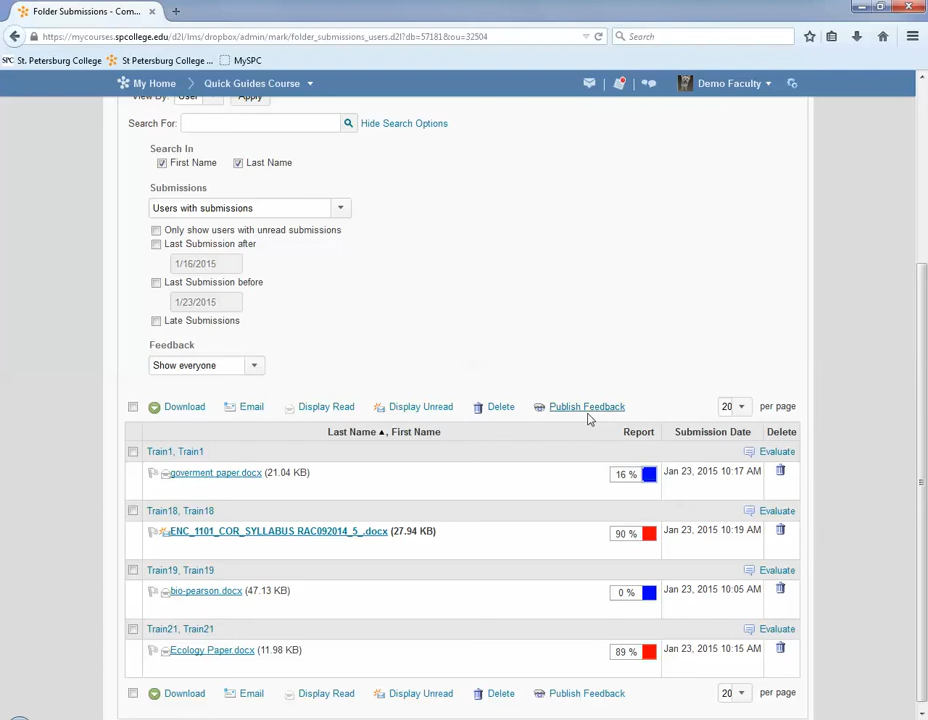 Folder Submissions - Com...
https://mycourses.spcollege.edu/d2l/lms/dropbox/admin/mark/folder_submissions_users.d2l?db=57181&ou=32504
Search
SPC St. Petersburg College
St Petersburg College ...
MySPC
My Home
Quick Guides Course
Demo Faculty
View By: User Apply
Search For:
Hide Search Options
Search In
First Name
Last Name
Submissions
Users with submissions
Only show users with unread submissions
Last Submission after
1/16/2015
Last Submission before
1/23/2015
Late Submissions
Feedback
Show everyone
Download Email Display Read Display Unread Delete Publish Feedback 20 per page
Last Name ▲, First Name Report Submission Date Delete
Train1, Train1 Evaluate
goverment paper.docx (21.04 KB) 16 % Jan 23, 2015 10:17 AM
Train18, Train18 Evaluate
ENC_1101_COR_SYLLABUS RAC092014_5_.docx (27.94 KB) 90 % Jan 23, 2015 10:19 AM
Train19, Train19 Evaluate
bio-pearson.docx (47.13 KB) 0 % Jan 23, 2015 10:05 AM
Train21, Train21 Evaluate
Ecology Paper.docx (11.98 KB) 89 % Jan 23, 2015 10:15 AM
Download Email Display Read Display Unread Delete Publish Feedback 20 per page